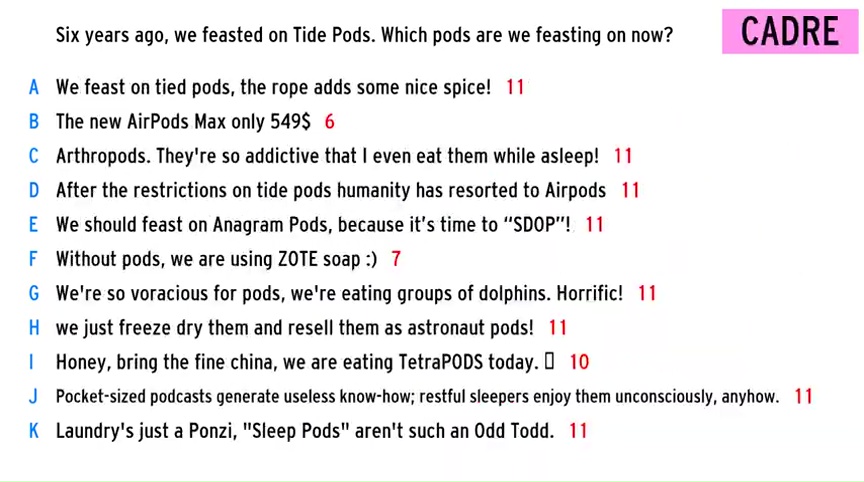 Six years ago, we feasted on Tide Pods. Which pods are we feasting on now?
CADRE
A We feast on tied pods, the rope adds some nice spice! 11
B The new AirPods Max only 549$ 6
C Arthropods. They're so addictive that I even eat them while asleep! 11
D After the restrictions on tide pods humanity has resorted to Airpods 11
E We should feast on Anagram Pods, because it's time to “SDOP”! 11
F Without pods, we are using ZOTE soap :) 7
G We're so voracious for pods, we're eating groups of dolphins. Horrific! 11
H we just freeze dry them and resell them as astronaut pods! 11
I Honey, bring the fine china, we are eating TetraPODS today. ▯ 10
J Pocket-sized podcasts generate useless know-how; restful sleepers enjoy them unconsciously, anyhow. 11
K Laundry's just a Ponzi, "Sleep Pods" aren't such an Odd Todd. 11